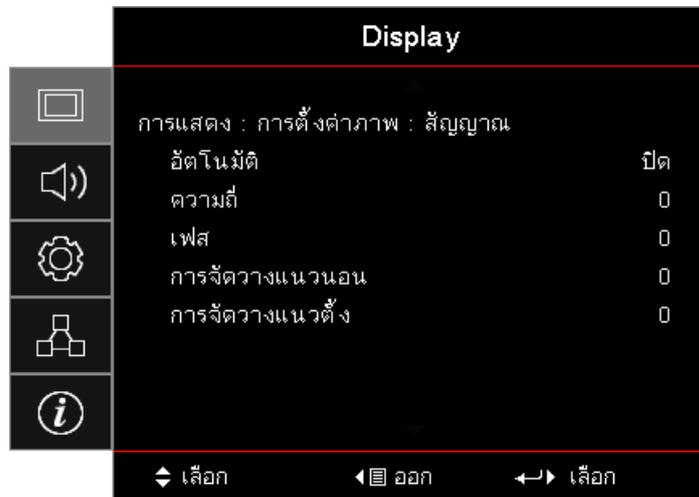 Display
การแสดง : การตั้งค่าภาพ : สัญญาณ
อัตโนมัติ ปิด
ความถี่ 0
เฟส 0
การจัดวางแนวนอน 0
การจัดวางแนวตั้ง 0
เลือก ออก เลือก